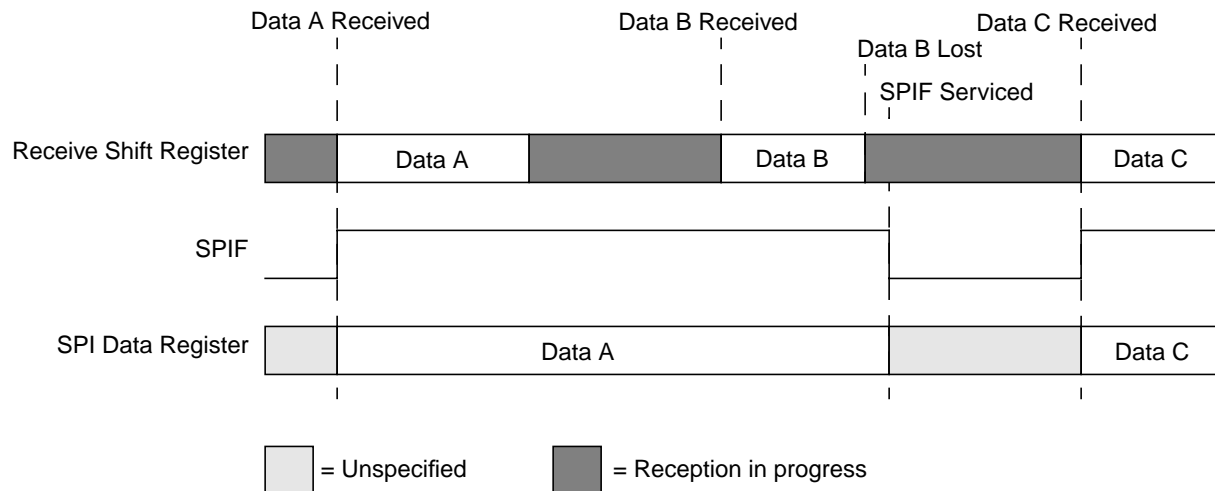 Data A Received
Data B Received
Data C Received
Data B Lost
SPIF Serviced
Receive Shift Register
Data A
Data B
Data C
SPIF
SPI Data Register
Data A
Data C
= Unspecified
= Reception in progress